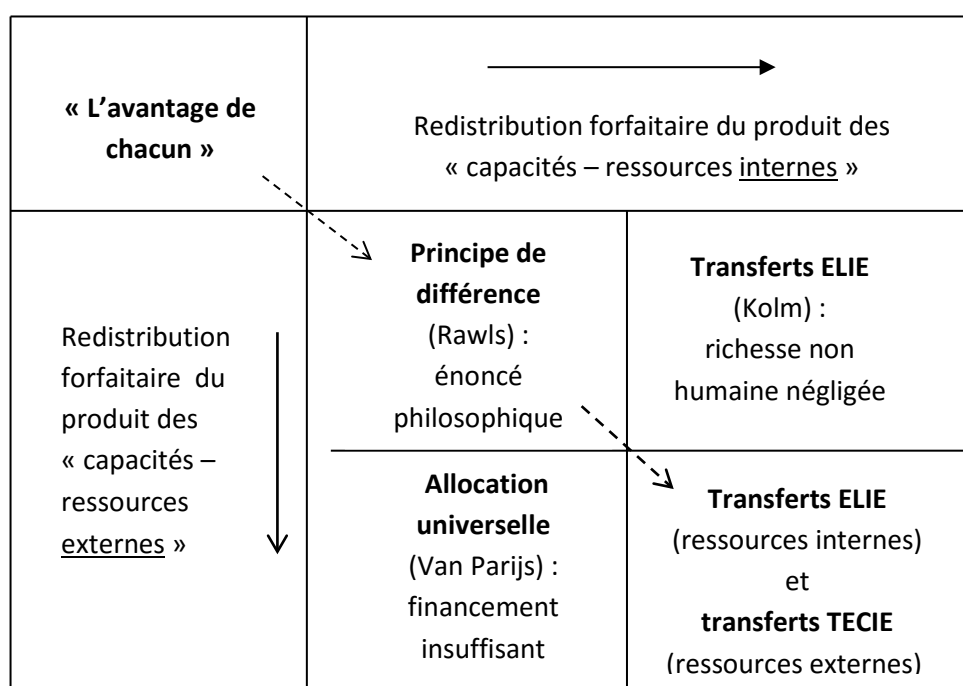 « L’avantage de
chacun »
Redistribution forfaitaire du produit des
« capacités – ressources internes »
Redistribution
forfaitaire du
produit des
« capacités –
ressources
externes »
Principe de
différence
(Rawls) :
énoncé
philosophique
Transferts ELIE
(Kolm) :
richesse non
humaine négligée
Allocation
universelle
(Van Parijs) :
financement
insuffisant
Transferts ELIE
(ressources internes)
et
transferts TECIE
(ressources externes)